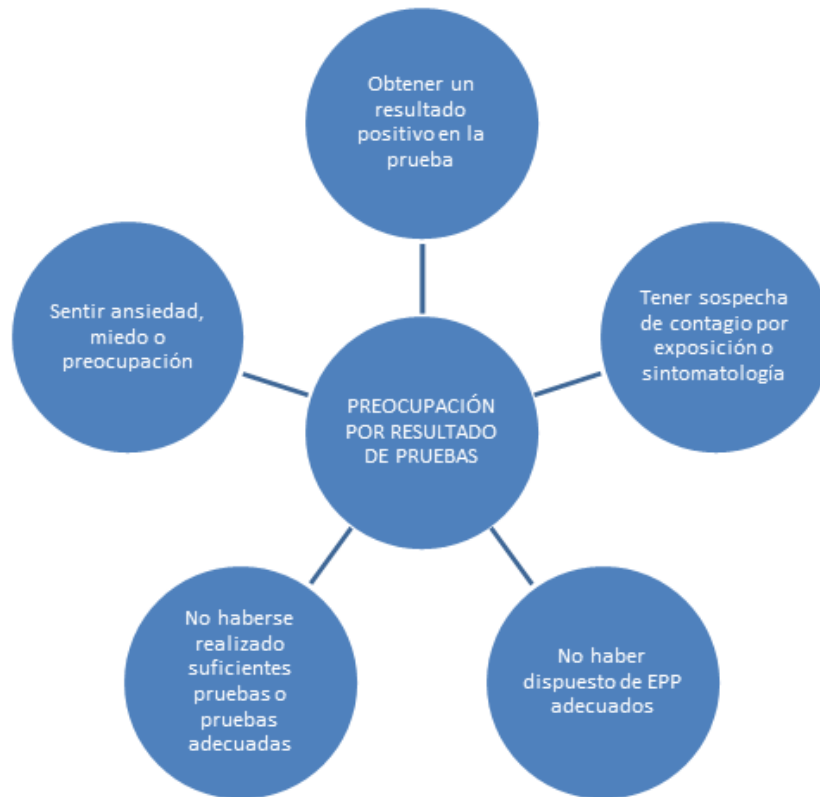 Obtener un
resultado
positivo en la
prueba
Tener sospecha
de contagio por
exposición o
sintomatología
No haber
dispuesto de EPP
adecuados
No haberse
realizado
suficientes
pruebas o
pruebas
adecuadas
Sentir ansiedad,
miedo o
preocupación
PREOCUPACIÓN
POR RESULTADO
DE PRUEBAS